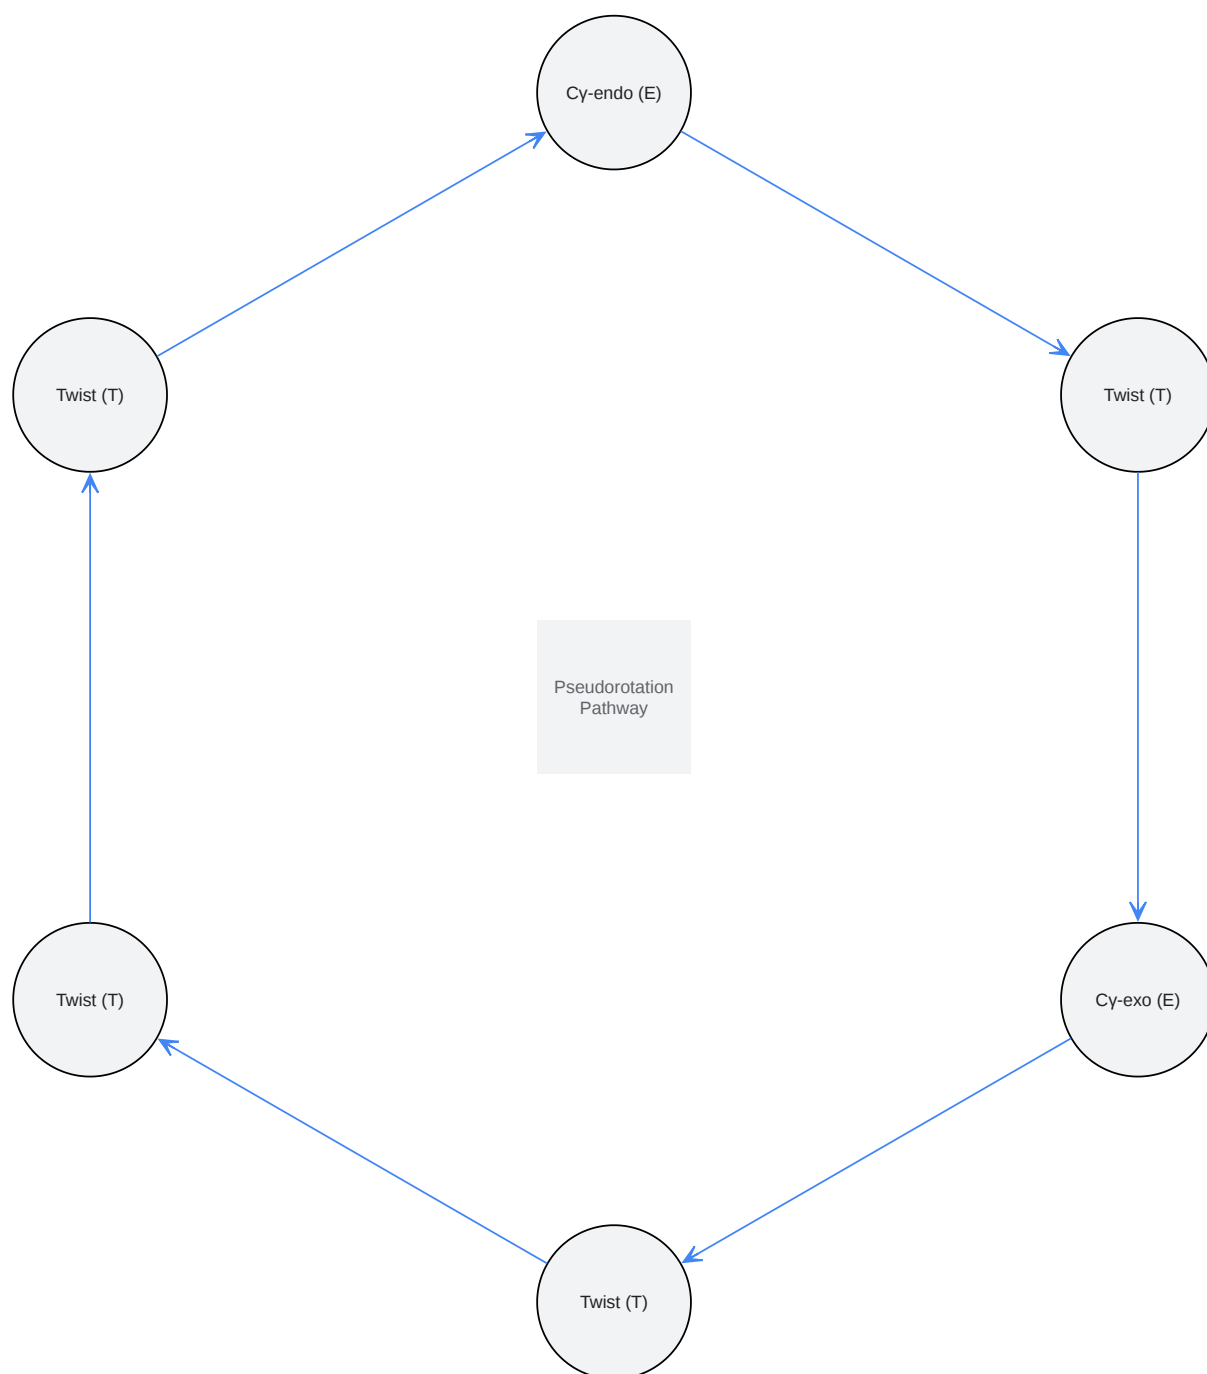 Cγ-endo (E)
Twist (T)
Twist (T)
Pseudorotation
Pathway
Twist (T)
Cγ-exo (E)
Twist (T)